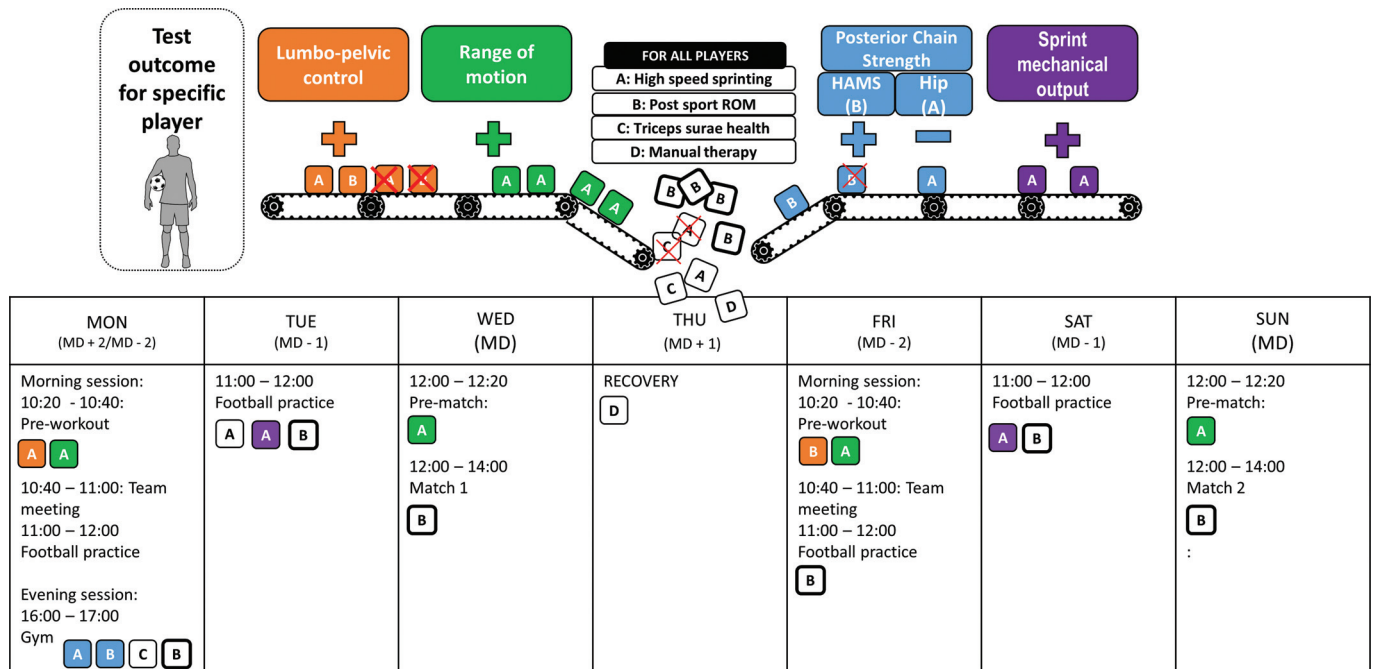 Test
outcome
for specific
player
Lumbo-pelvic
control
Range of
motion
FOR ALL PLAYERS
A: High speed sprinting
B: Post sport ROM
C: Triceps surae health
D: Manual therapy
Posterior Chain
Strength
HAMS
(B)
Hip
(A)
Sprint
mechanical
output
A B A
A A A A
B B B B
A
C
C A D
B B A
A A
MON
(MD + 2/MD - 2)
TUE
(MD - 1)
WED
(MD)
THU
(MD + 1)
FRI
(MD - 2)
SAT
(MD - 1)
SUN
(MD)
Morning session:
10:20 - 10:40:
Pre-workout
A A
10:40 – 11:00: Team
meeting
11:00 – 12:00
Football practice
Evening session:
16:00 – 17:00
Gym
A B C B
11:00 – 12:00
Football practice
A A B
12:00 – 12:20
Pre-match:
A
12:00 – 14:00
Match 1
B
RECOVERY
D
Morning session:
10:20 - 10:40:
Pre-workout
B A
10:40 – 11:00: Team
meeting
11:00 – 12:00
Football practice
B
11:00 – 12:00
Football practice
A B
12:00 – 12:20
Pre-match:
A
12:00 – 14:00
Match 2
B
: